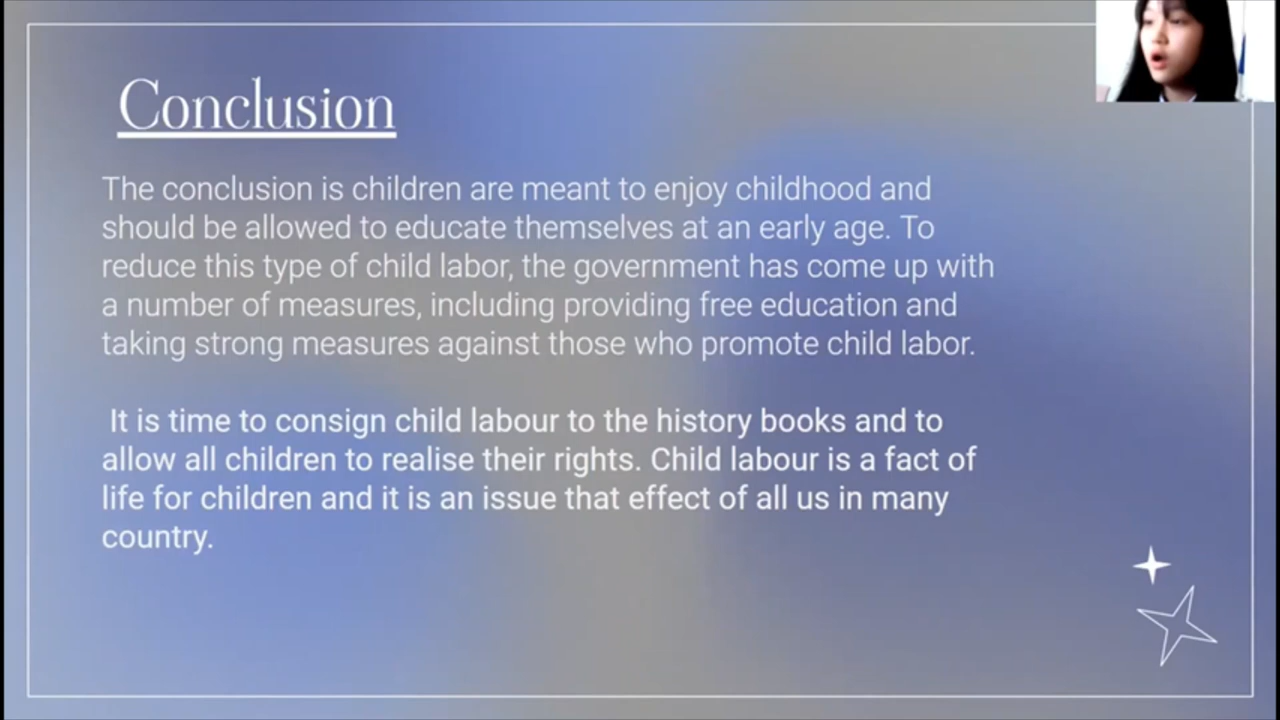 Conclusion
The conclusion is children are meant to enjoy childhood and
should be allowed to educate themselves at an early age. To
reduce this type of child labor, the government has come up with
a number of measures, including providing free education and
taking strong measures against those who promote child labor.
It is time to consign child labour to the history books and to
allow all children to realise their rights. Child labour is a fact of
life for children and it is an issue that effect of all us in many
country.